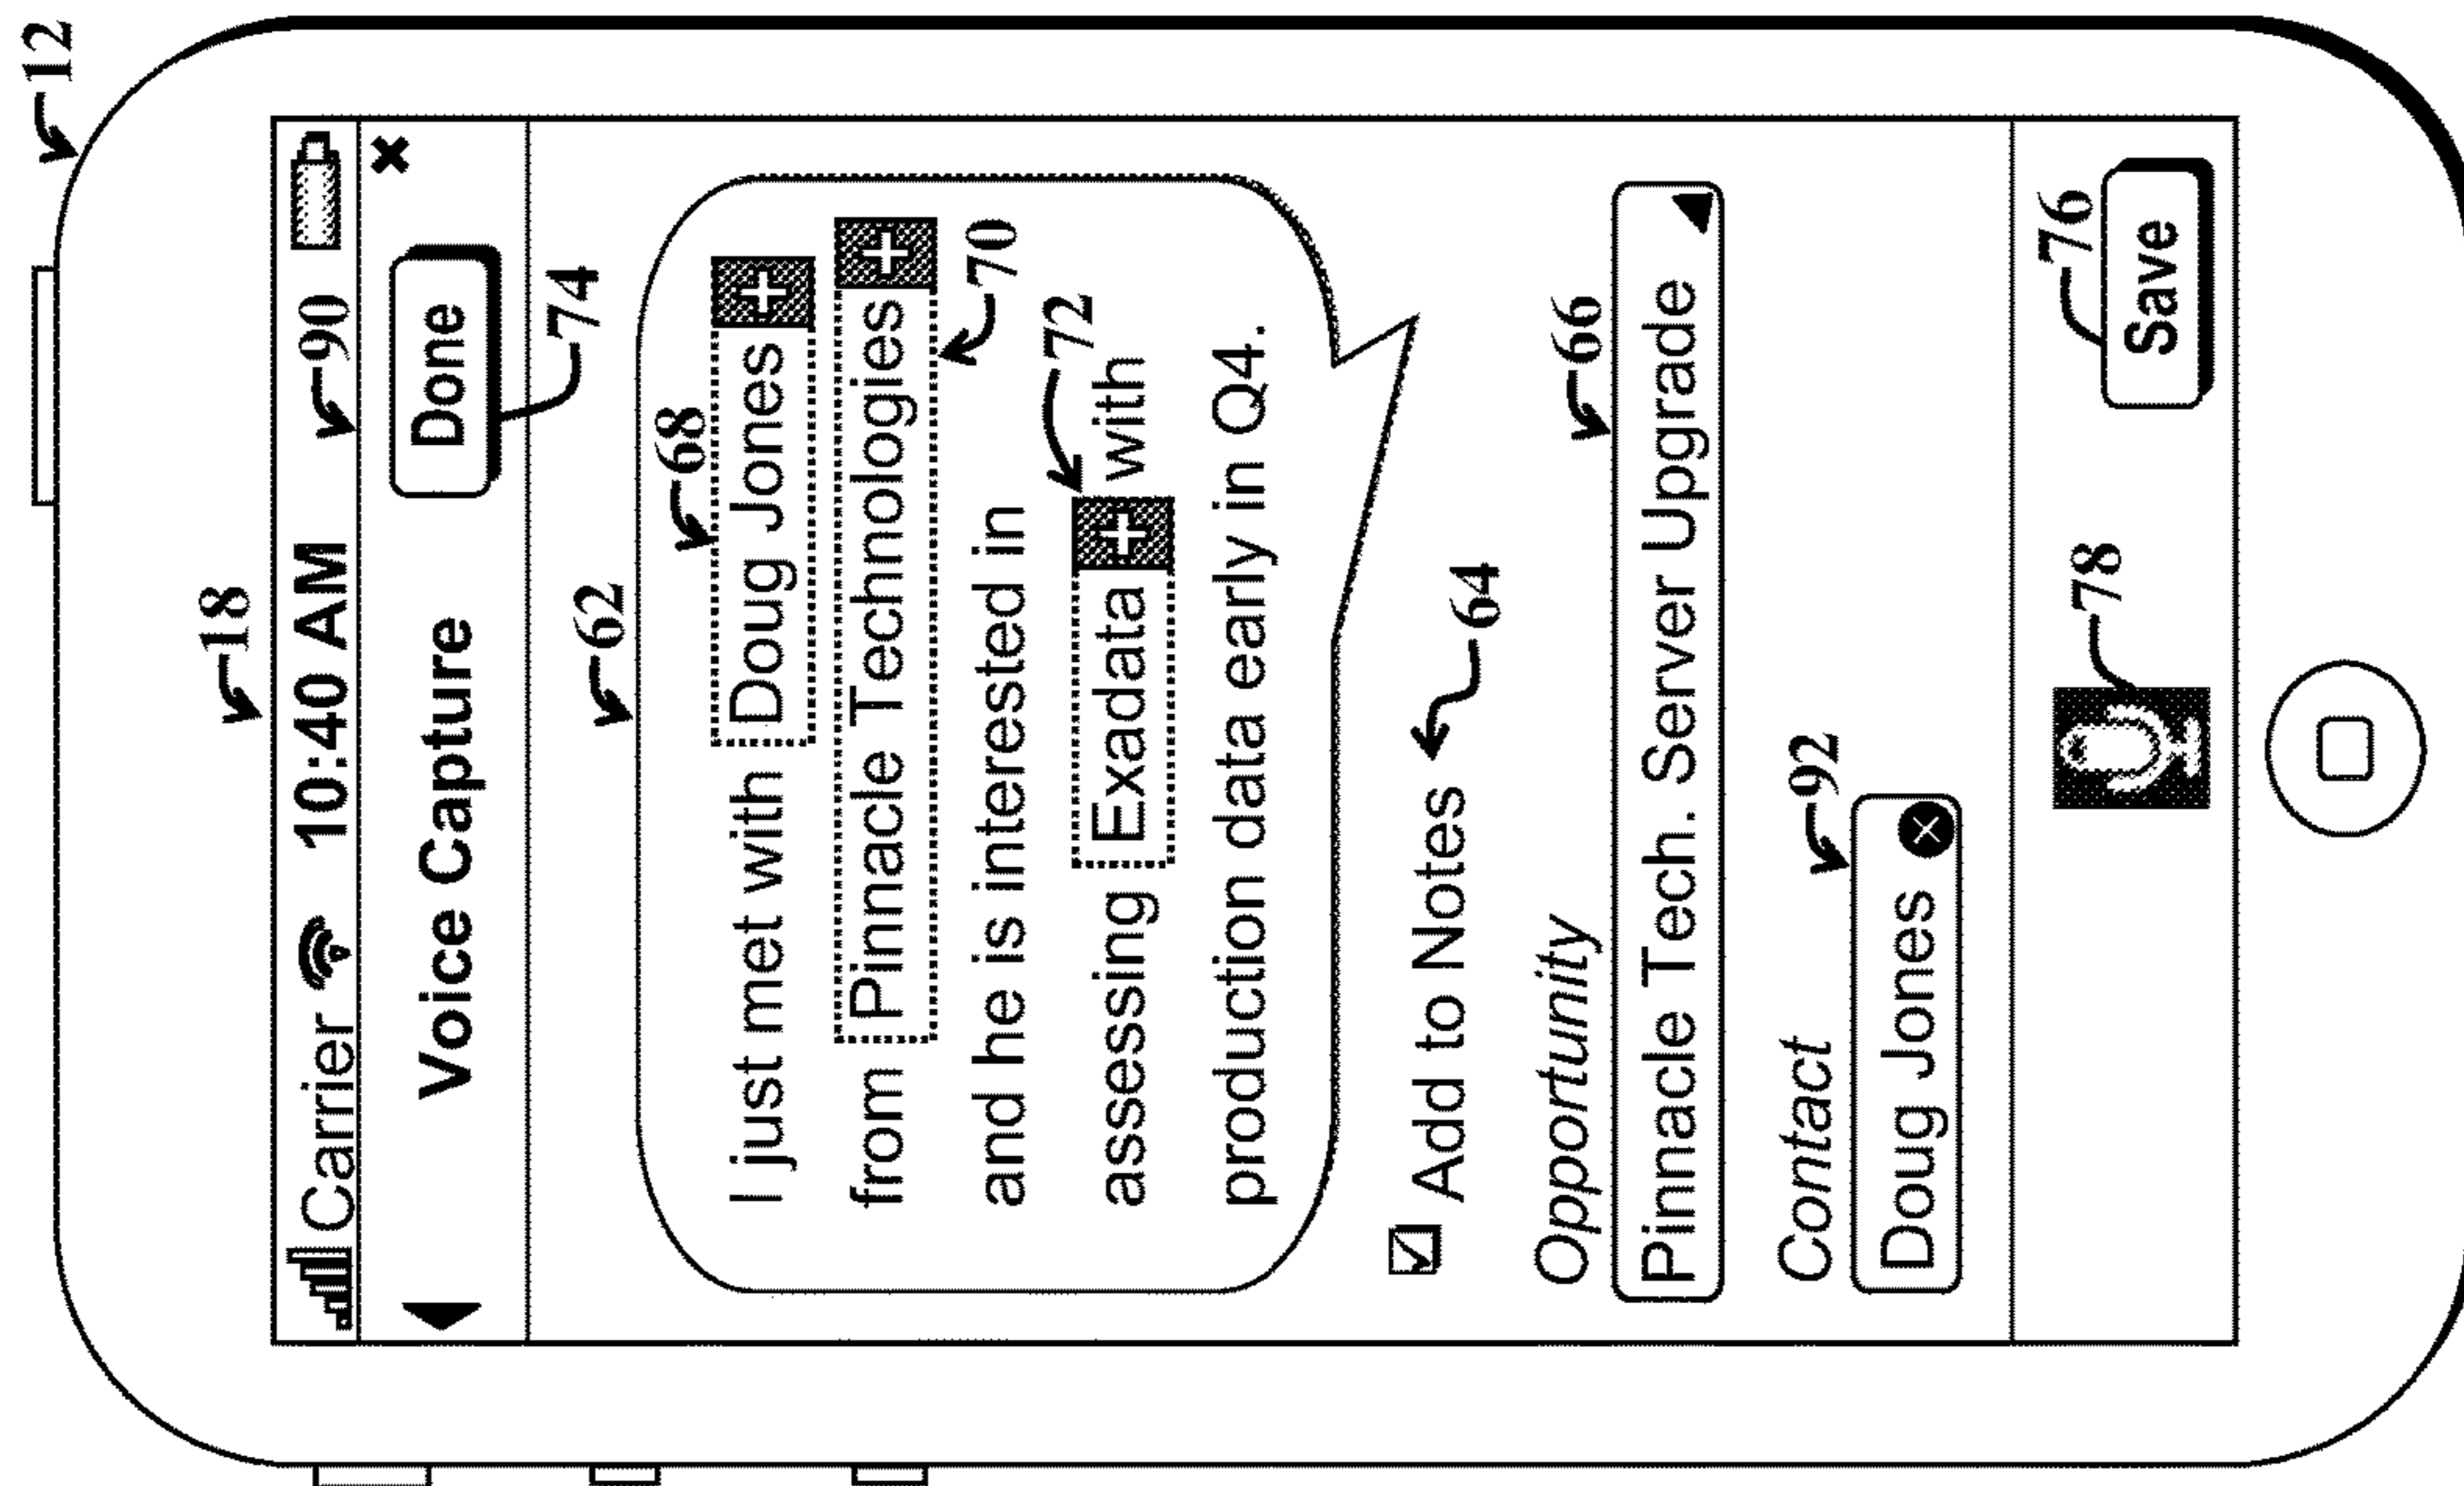 12
18
90
Carrier 10:40 AM
Voice Capture Done ×
74
62
68
I just met with Doug Jones +
from Pinnacle Technologies +
70
and he is interested in
72
assessing Exadata + with
production data early in Q4.
☑ Add to Notes
64
Opportunity
66
Pinnacle Tech. Server Upgrade
Contact
92
Doug Jones ×
78
76
Save